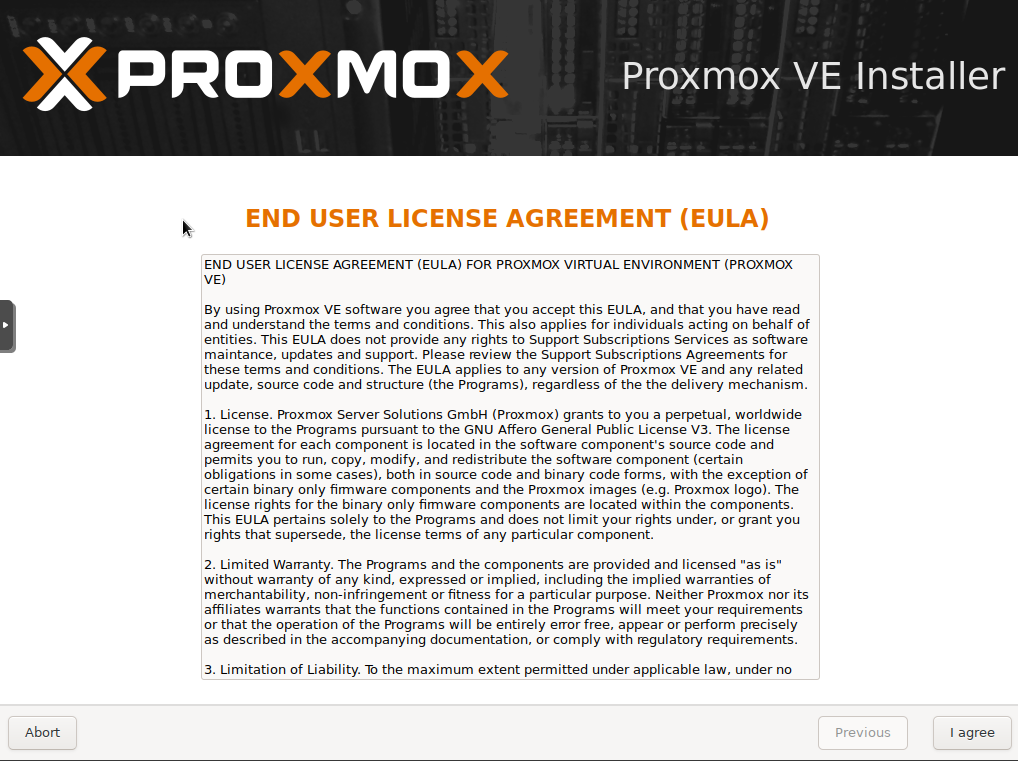 PROXMOX
Proxmox VE Installer
END USER LICENSE AGREEMENT (EULA)
END USER LICENSE AGREEMENT (EULA) FOR PROXMOX VIRTUAL ENVIRONMENT (PROXMOX
VE)
By using Proxmox VE software you agree that you accept this EULA, and that you have read
and understand the terms and conditions. This also applies for individuals acting on behalf of
entities. This EULA does not provide any rights to Support Subscriptions Services as software
maintance, updates and support. Please review the Support Subscriptions Agreements for
these terms and conditions. The EULA applies to any version of Proxmox VE and any related
update, source code and structure (the Programs), regardless of the the delivery mechanism.
1. License. Proxmox Server Solutions GmbH (Proxmox) grants to you a perpetual, worldwide
license to the Programs pursuant to the GNU Affero General Public License V3. The license
agreement for each component is located in the software component's source code and
permits you to run, copy, modify, and redistribute the software component (certain
obligations in some cases), both in source code and binary code forms, with the exception of
certain binary only firmware components and the Proxmox images (e.g. Proxmox logo). The
license rights for the binary only firmware components are located within the components.
This EULA pertains solely to the Programs and does not limit your rights under, or grant you
rights that supersede, the license terms of any particular component.
2. Limited Warranty. The Programs and the components are provided and licensed "as is"
without warranty of any kind, expressed or implied, including the implied warranties of
merchantability, non-infringement or fitness for a particular purpose. Neither Proxmox nor its
affiliates warrants that the functions contained in the Programs will meet your requirements
or that the operation of the Programs will be entirely error free, appear or perform precisely
as described in the accompanying documentation, or comply with regulatory requirements.
3. Limitation of Liability. To the maximum extent permitted under applicable law, under no
Abort
Previous
I agree